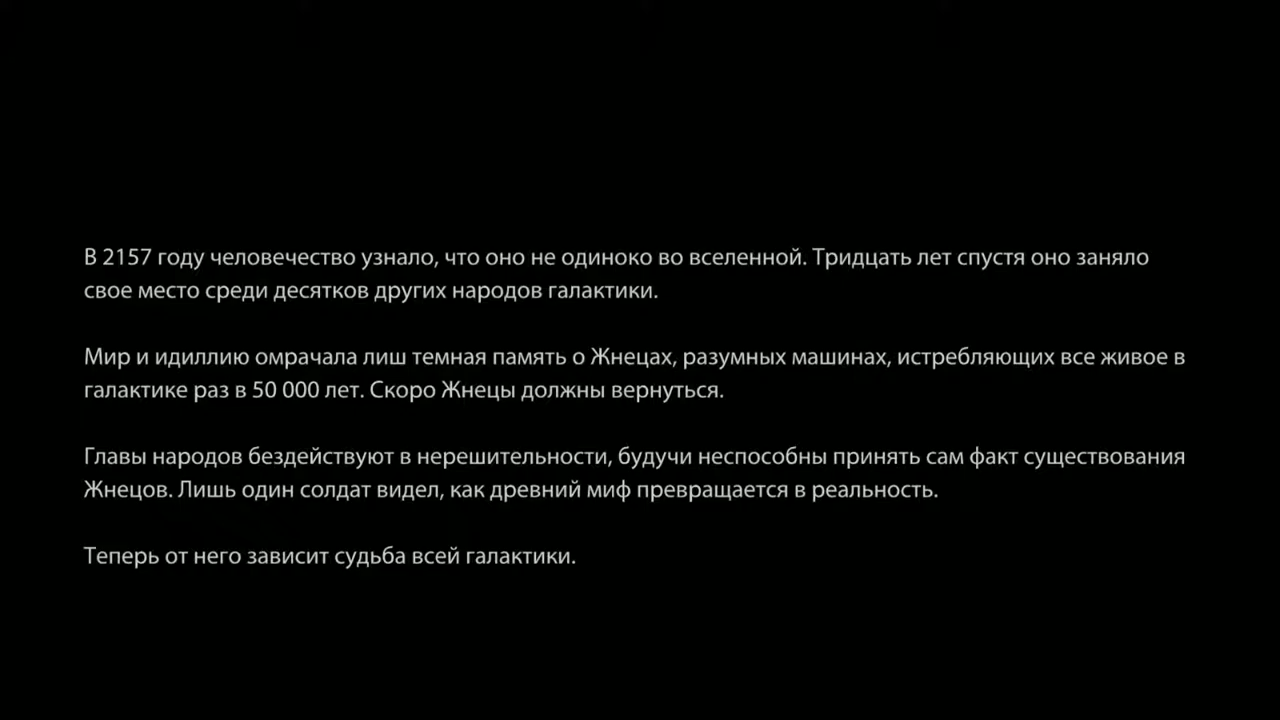 В 2157 году человечество узнало, что оно не одиноко во вселенной. Тридцать лет спустя оно заняло
свое место среди десятков других народов галактики.
Мир и идиллию омрачала лиш темная память о Жнецах, разумных машинах, истребляющих все живое в
галактике раз в 50 000 лет. Скоро Жнецы должны вернуться.
Главы народов бездействуют в нерешительности, будучи неспособны принять сам факт существования
Жнецов. Лишь один солдат видел, как древний миф превращается в реальность.
Теперь от него зависит судьба всей галактики.